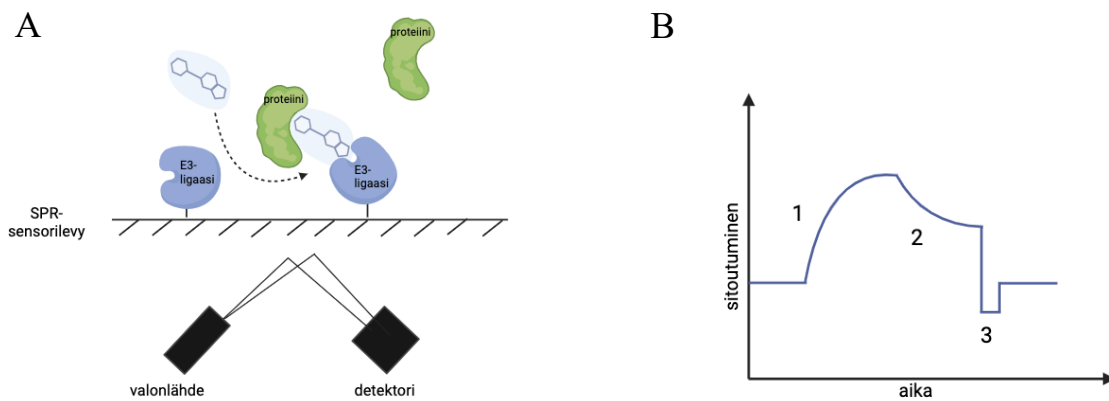 A
proteiini
proteiini
E3-
ligaasi
E3-
ligaasi
SPR-
sensorilevy
valonlähde
detektori
B
sitoutuminen
1
2
3
aika